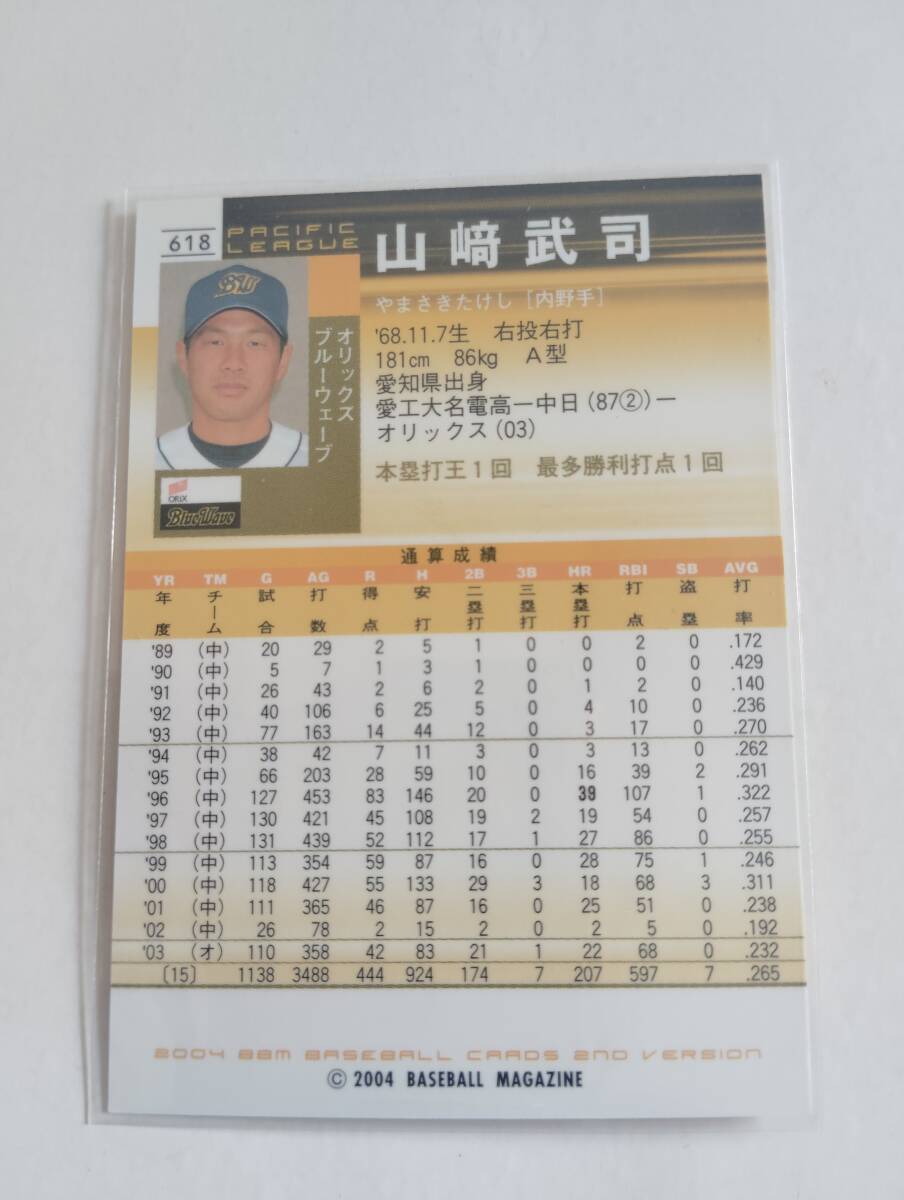 618
PACIFIC
LEAGUE
山﨑武司
やまさきたけし［内野手］
BW
オリックス
ブルーウェーブ
'68.11.7生 右投右打
181cm 86kg A型
愛知県出身
愛工大名電高ー中日(87②)ー
オリックス(03)
本塁打王1回 最多勝利打点1回
ORIX
BlueWave
通算成績
YR TM G AG R H 2B 3B HR RBI SB AVG
年度 チーム 試合 打数 得点 安打 二塁打 三塁打 本塁打 打点 盗塁 打率
'89 (中) 20 29 2 5 1 0 0 2 0 .172
'90 (中) 5 7 1 3 1 0 0 0 0 .429
'91 (中) 26 43 2 6 2 0 1 2 0 .140
'92 (中) 40 106 6 25 5 0 4 10 0 .236
'93 (中) 77 163 14 44 12 0 3 17 0 .270
'94 (中) 38 42 7 11 3 0 3 13 0 .262
'95 (中) 66 203 28 59 10 0 16 39 2 .291
'96 (中) 127 453 83 146 20 0 39 107 1 .322
'97 (中) 130 421 45 108 19 2 19 54 0 .257
'98 (中) 131 439 52 112 17 1 27 86 0 .255
'99 (中) 113 354 59 87 16 0 28 75 1 .246
'00 (中) 118 427 55 133 29 3 18 68 3 .311
'01 (中) 111 365 46 87 16 0 25 51 0 .238
'02 (中) 26 78 2 15 2 0 2 5 0 .192
'03 (オ) 110 358 42 83 21 1 22 68 0 .232
〔15〕 1138 3488 444 924 174 7 207 597 7 .265
2004 BBM BASEBALL CARDS 2ND VERSION
© 2004 BASEBALL MAGAZINE